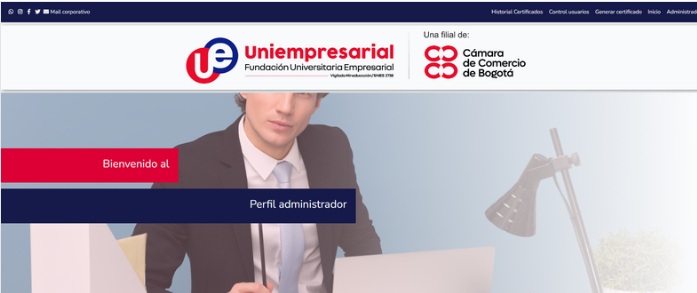 Mail corporativo
Historial Certificados Control usuarios Generar certificado Inicio Administrad
ue Uniempresarial
Fundación Universitaria Empresarial
Vigilada Mineducación | SNIES 2738
Una filial de:
Cámara
de Comercio
de Bogotá
Bienvenido al
Perfil administrador